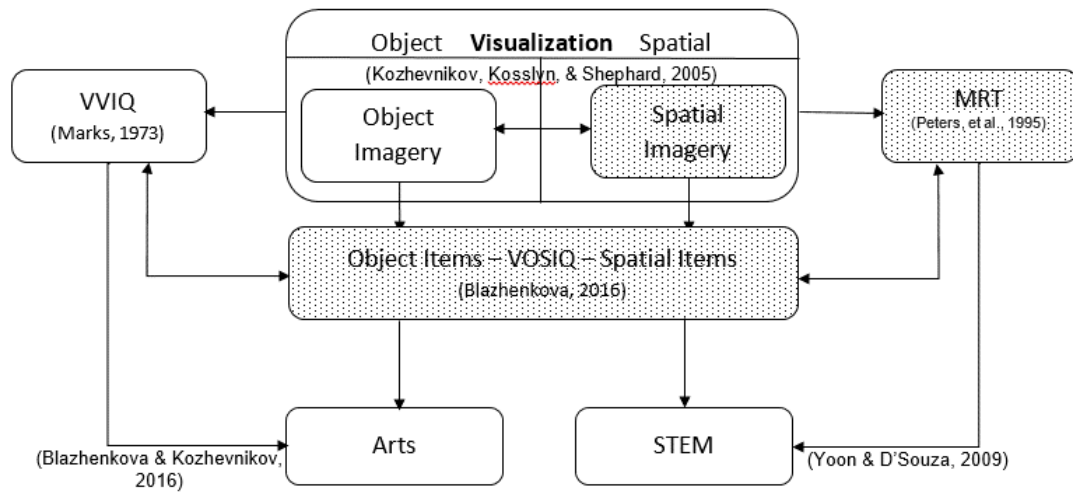 Object Visualization Spatial
(Kozhevnikov, Kosslyn, & Shephard, 2005)
VVIQ
(Marks, 1973)
Object
Imagery
Spatial
Imagery
MRT
(Peters, et al., 1995)
Object Items – VOSIQ – Spatial Items
(Blazhenkova, 2016)
Arts
STEM
(Blazhenkova & Kozhevnikov,
2016)
(Yoon & D’Souza, 2009)